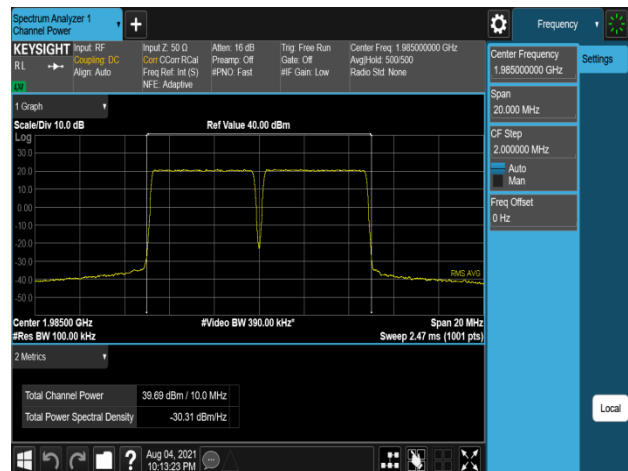 Spectrum Analyzer 1
Channel Power
+
Frequency
KEYSIGHT
RL
LXI
Input: RF
Coupling: DC
Align: Auto
Input Z: 50 Ω
Corr CCorr RCal
Freq Ref: Int (S)
NFE: Adaptive
Atten: 16 dB
Preamp: Off
#PNO: Fast
Trig: Free Run
Gate: Off
#IF Gain: Low
Center Freq: 1.985000000 GHz
Avg|Hold: 500/500
Radio Std: None
Center Frequency
1.985000000 GHz
Settings
Span
20.000 MHz
CF Step
2.000000 MHz
Auto
Man
Freq Offset
0 Hz
1 Graph
Scale/Div 10.0 dB
Ref Value 40.00 dBm
Log
30.0
20.0
10.0
0.00
-10.0
-20.0
-30.0
-40.0
-50.0
RMS AVG
Center 1.98500 GHz
#Video BW 390.00 kHz*
Span 20 MHz
#Res BW 100.00 kHz
Sweep 2.47 ms (1001 pts)
2 Metrics
Total Channel Power
39.69 dBm / 10.0 MHz
Total Power Spectral Density
-30.31 dBm/Hz
Local
?
Aug 04, 2021
10:13:23 PM